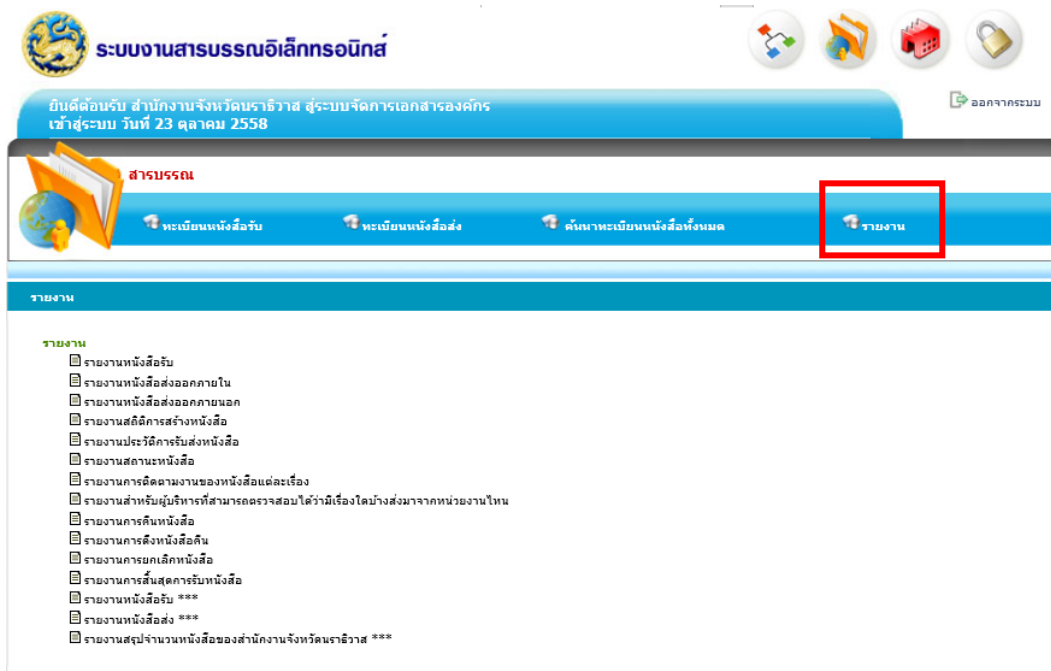 ระบบงานสารบรรณอิเล็กทรอนิกส์
ยินดีต้อนรับ สำนักงานจังหวัดนราธิวาส สู่ระบบจัดการเอกสารองค์กร
เข้าสู่ระบบ วันที่ 23 ตุลาคม 2558
ออกจากระบบ
สารบรรณ
ทะเบียนหนังสือรับ ทะเบียนหนังสือส่ง ค้นหาทะเบียนหนังสือทั้งหมด รายงาน
รายงาน
รายงาน
รายงานหนังสือรับ
รายงานหนังสือส่งออกภายใน
รายงานหนังสือส่งออกภายนอก
รายงานสถิติการสร้างหนังสือ
รายงานประวัติการรับส่งหนังสือ
รายงานสถานะหนังสือ
รายงานการติดตามงานของหนังสือแต่ละเรื่อง
รายงานสำหรับผู้บริหารที่สามารถตรวจสอบได้ว่ามีเรื่องใดบ้างส่งมาจากหน่วยงานไหน
รายงานการคืนหนังสือ
รายงานการดึงหนังสือคืน
รายงานการยกเลิกหนังสือ
รายงานการสิ้นสุดการรับหนังสือ
รายงานหนังสือรับ ***
รายงานหนังสือส่ง ***
รายงานสรุปจำนวนหนังสือของสำนักงานจังหวัดนราธิวาส ***